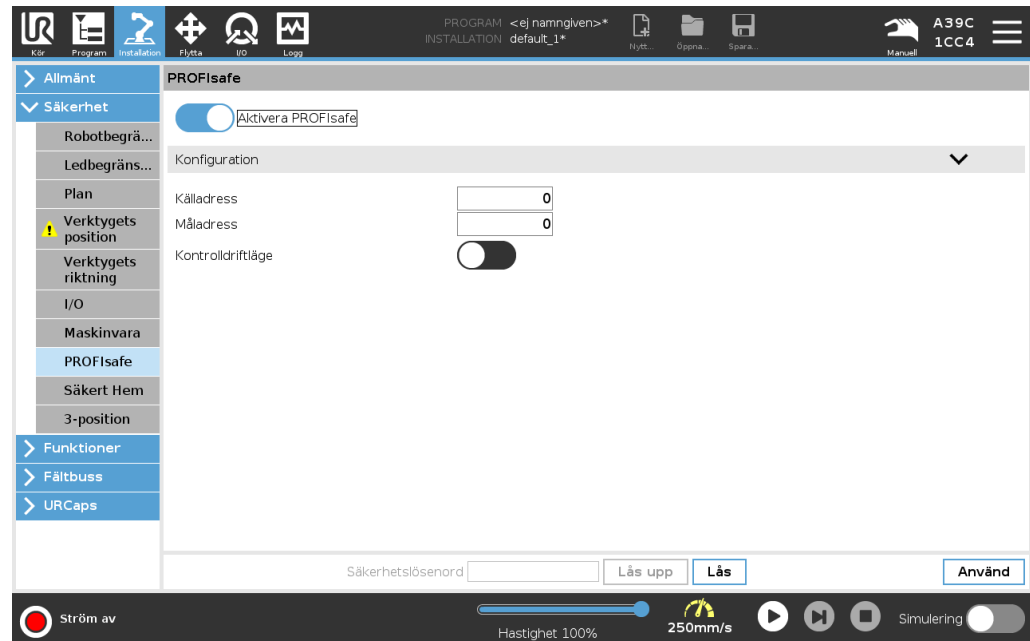 UR
PROGRAM <ej namngiven>*
INSTALLATION default_1*
Kör
Program
Installation
Flytta
I/O
Logg
Nytt...
Öppna...
Spara...
Manuell
A39C
1CC4
Allmänt
Säkerhet
Robotbegrä...
Ledbegräns...
Plan
Verktygets
position
Verktygets
riktning
I/O
Maskinvara
PROFIsafe
Säkert Hem
3-position
Funktioner
Fältbuss
URCaps
PROFIsafe
Aktivera PROFIsafe
Konfiguration
Källadress 0
Måladress 0
Kontrolldriftläge
Säkerhetslösenord
Lås upp
Lås
Använd
Ström av
Hastighet 100%
250mm/s
Simulering